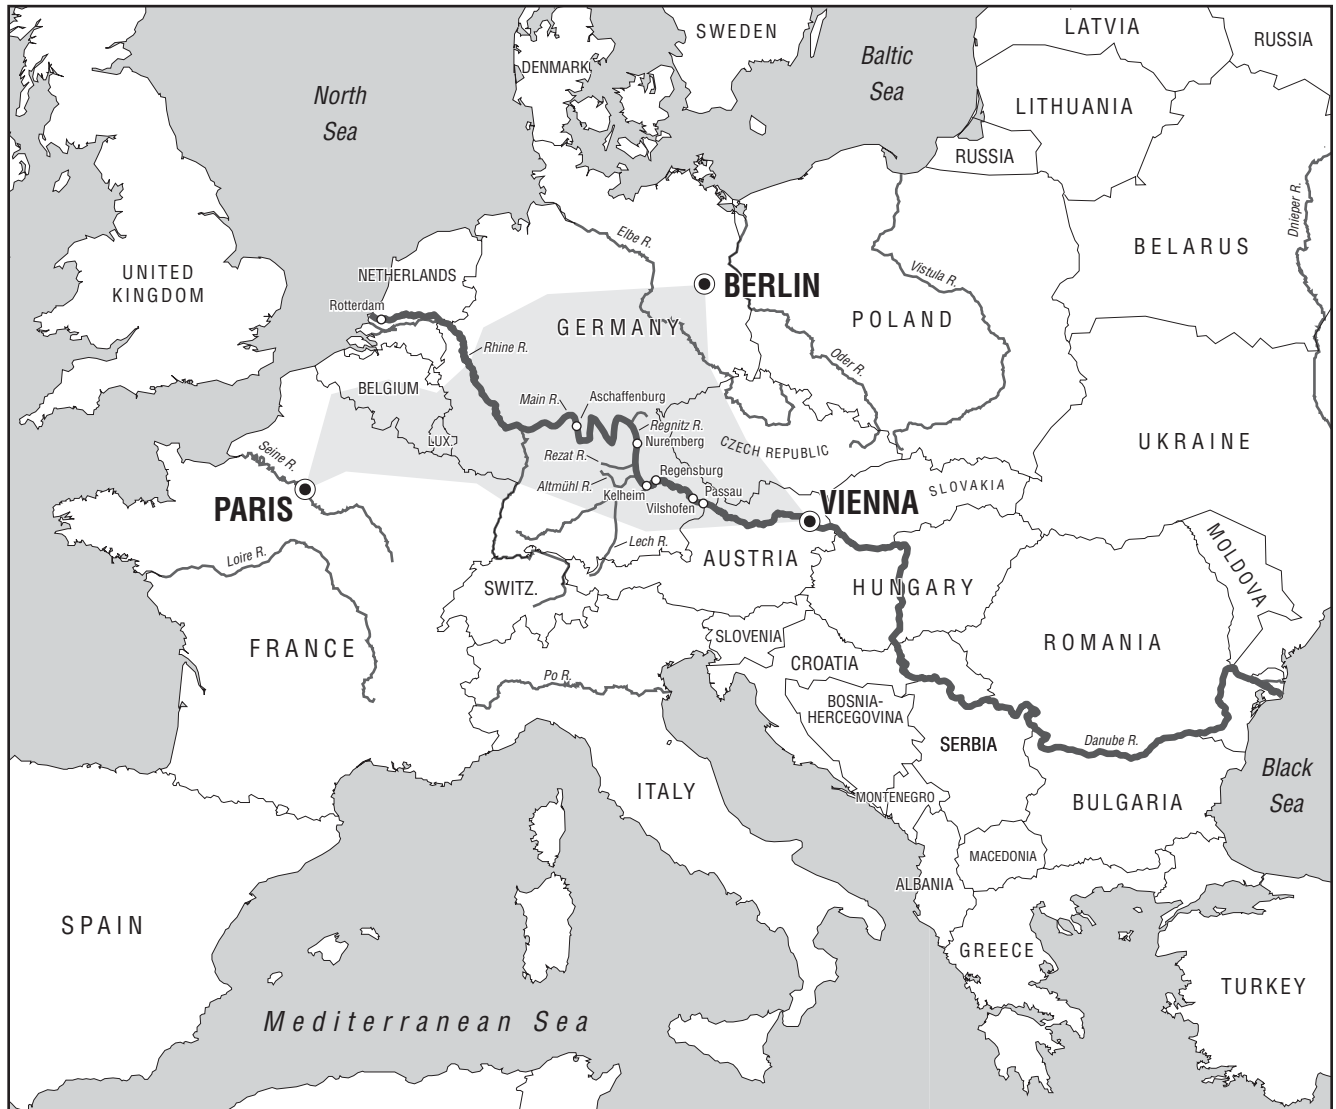 SWEDEN
LATVIA
RUSSIA
DENMARK
Baltic
Sea
North
Sea
LITHUANIA
RUSSIA
Dnieper R.
BELARUS
Elbe R.
UNITED
KINGDOM
NETHERLANDS
Vistula R.
BERLIN
Rotterdam
GERMANY
POLAND
Rhine R.
Oder R.
BELGIUM
Main R.
Aschaffenburg
Regnitz R.
LUX.
Nuremberg
CZECH REPUBLIC
UKRAINE
Seine R.
Rezat R.
Regensburg
Altmühl R.
Kelheim
Passau
SLOVAKIA
PARIS
Vilshofen
VIENNA
Loire R.
Lech R.
AUSTRIA
MOLDOVA
SWITZ.
HUNGARY
FRANCE
SLOVENIA
ROMANIA
CROATIA
Po R.
BOSNIA-
HERCEGOVINA
SERBIA
Danube R.
Black
Sea
ITALY
MONTENEGRO
BULGARIA
MACEDONIA
ALBANIA
SPAIN
GREECE
TURKEY
Mediterranean Sea